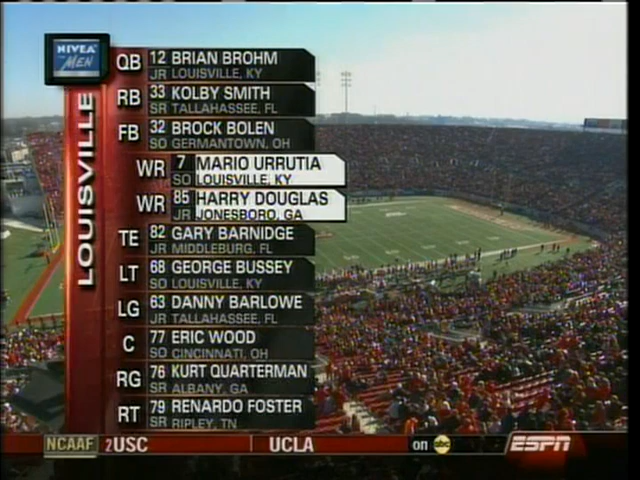 NIVEA
for MEN
LOUISVILLE
QB 12 BRIAN BROHM
JR LOUISVILLE, KY
RB 33 KOLBY SMITH
SR TALLAHASSEE, FL
FB 32 BROCK BOLEN
SO GERMANTOWN, OH
WR 7 MARIO URRUTIA
SO LOUISVILLE, KY
WR 85 HARRY DOUGLAS
JR JONESBORO, GA
TE 82 GARY BARNIDGE
JR MIDDLEBURG, FL
LT 68 GEORGE BUSSEY
SO LOUISVILLE, KY
LG 63 DANNY BARLOWE
JR TALLAHASSEE, FL
C 77 ERIC WOOD
SO CINCINNATI, OH
RG 76 KURT QUARTERMAN
SR ALBANY, GA
RT 79 RENARDO FOSTER
SR RIPLEY, TN
NCAAF 2USC UCLA on abc ESPN